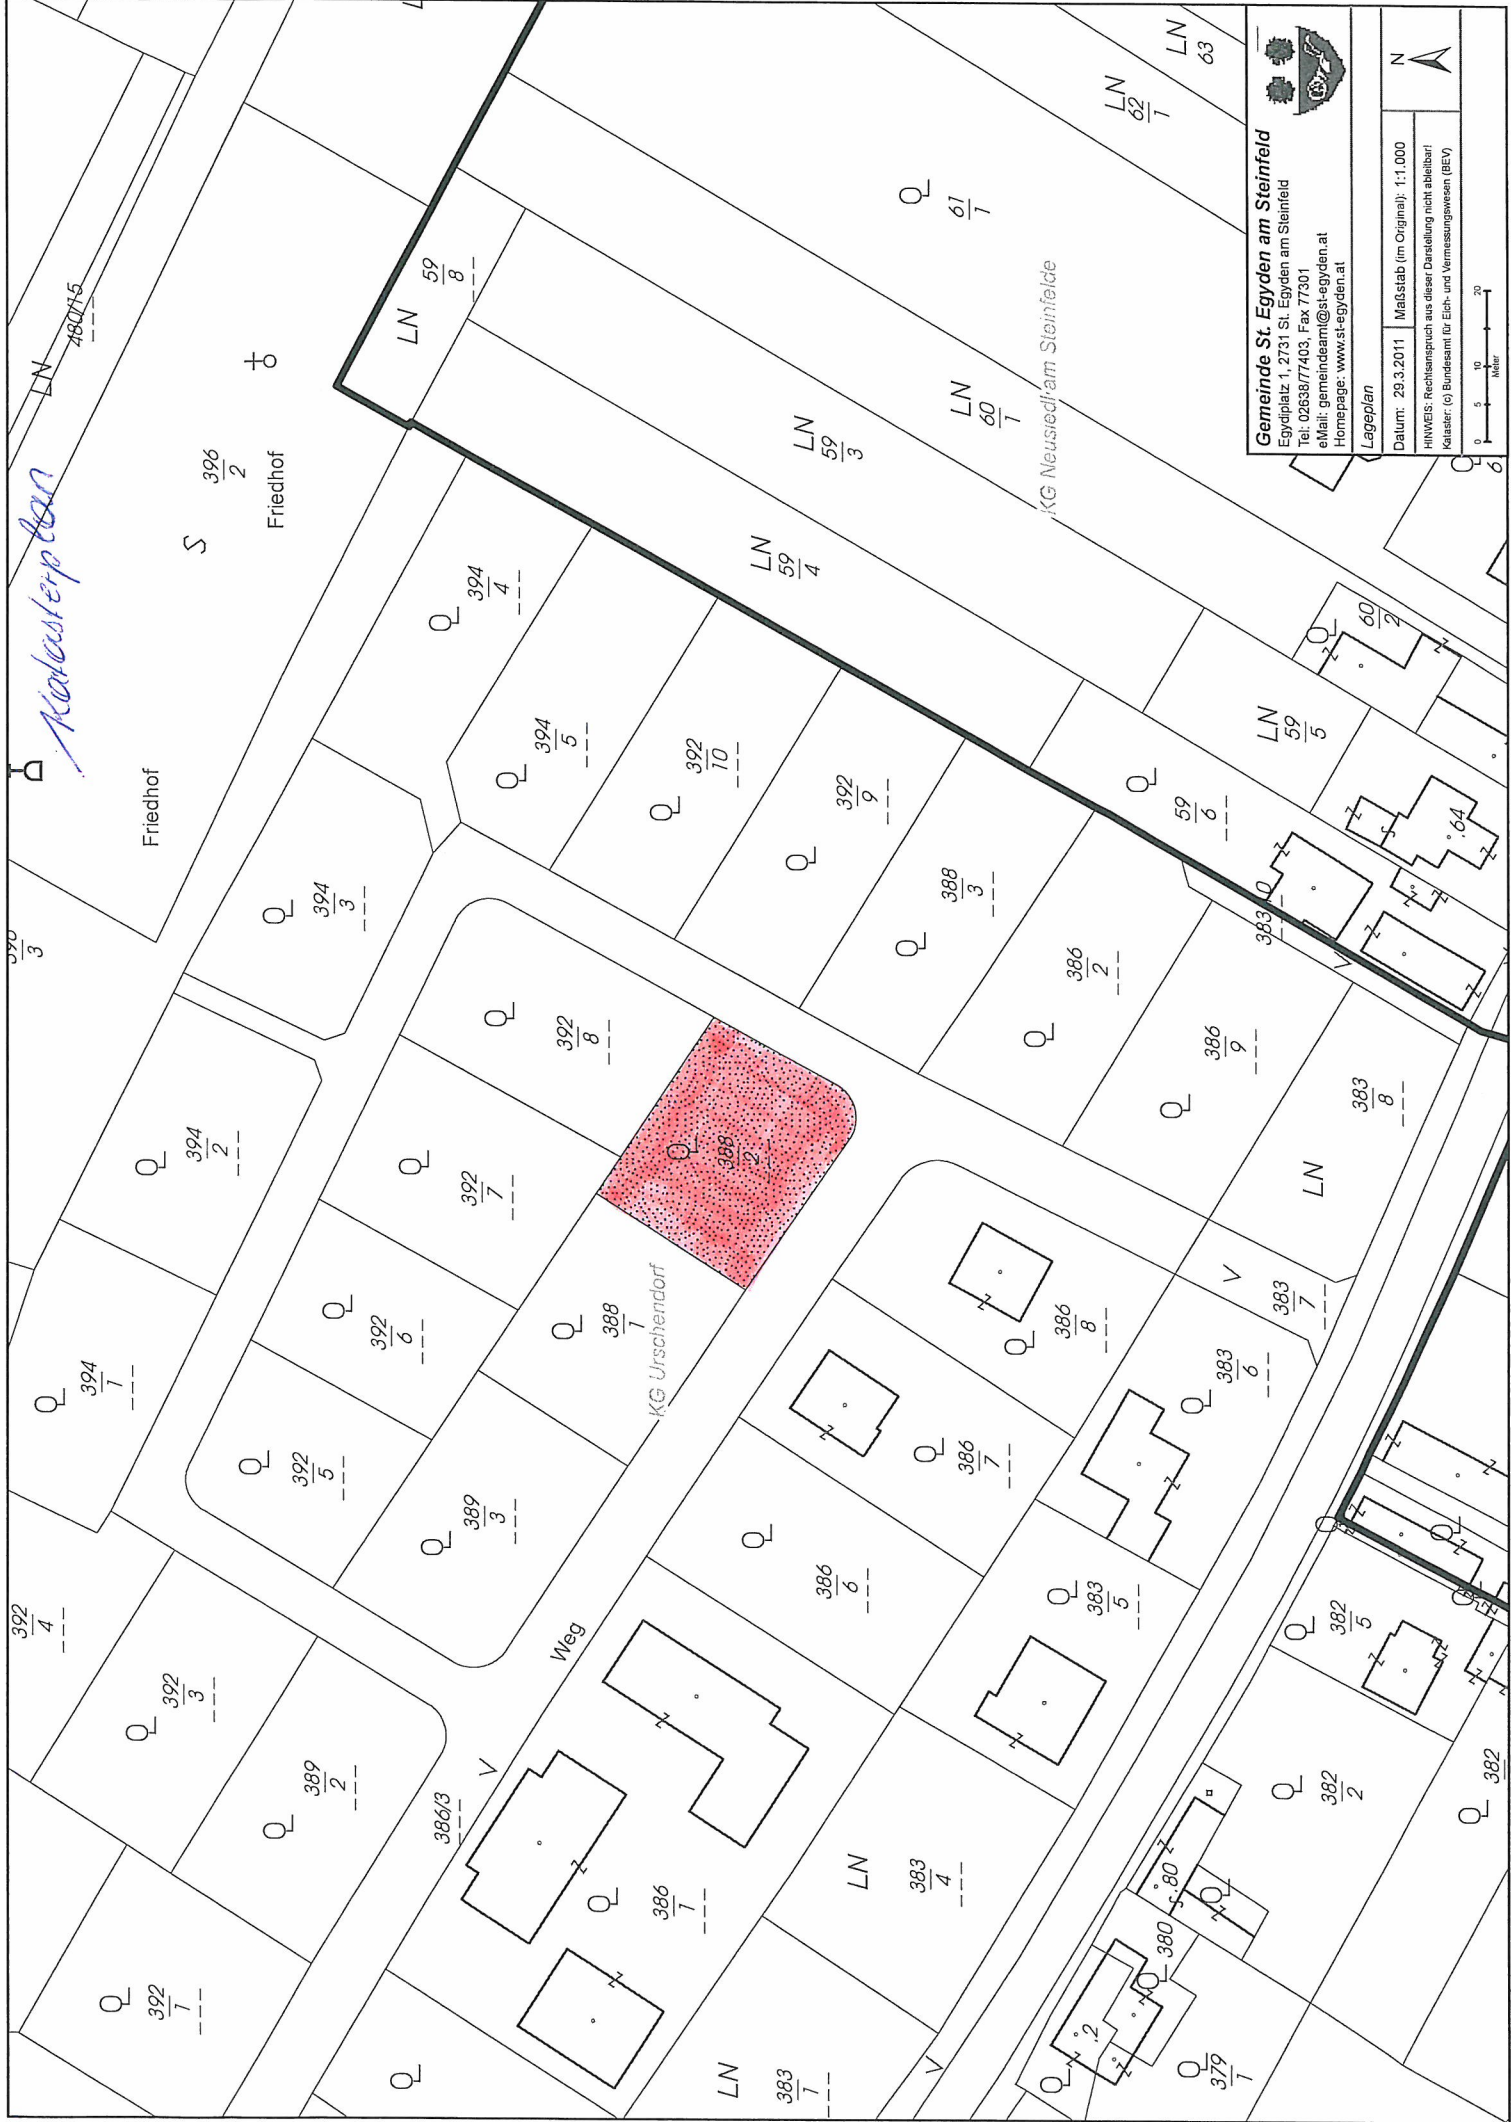 Katasterplan
LN
480/15
396
2
Friedhof
S
Friedhof
3
394
4
394
5
394
3
394
2
394
1
392
10
392
9
392
8
392
7
392
6
392
5
392
4
392
3
392
1
389
3
389
2
388
3
388
2
388
1
KG Urschendorf
386
2
386
9
386
8
386
7
386
6
386/3
386
1
Weg
V
383
8
LN
383
7
V
383
6
383
5
LN
383
4
LN
383
1
V
382
5
382
2
382
380
.80
.2
379
1
LN
59
8
LN
59
3
LN
59
4
LN
59
5
59
6
LN
60
1
60
2
61
1
LN
62
1
LN
63
.64
KG Neusiedl am Steinfelde
Gemeinde St. Egyden am Steinfeld
Egydiplatz 1, 2731 St. Egyden am Steinfeld
Tel: 02638/77403, Fax 77301
eMail: gemeindeamt@st-egyden.at
Homepage: www.st-egyden.at
Lageplan
Datum: 29.3.2011 Maßstab (im Original): 1:1.000
N
HINWEIS: Rechtsanspruch aus dieser Darstellung nicht ableitbar!
Kataster: (c) Bundesamt für Eich- und Vermessungswesen (BEV)
0 5 10 20
Meter